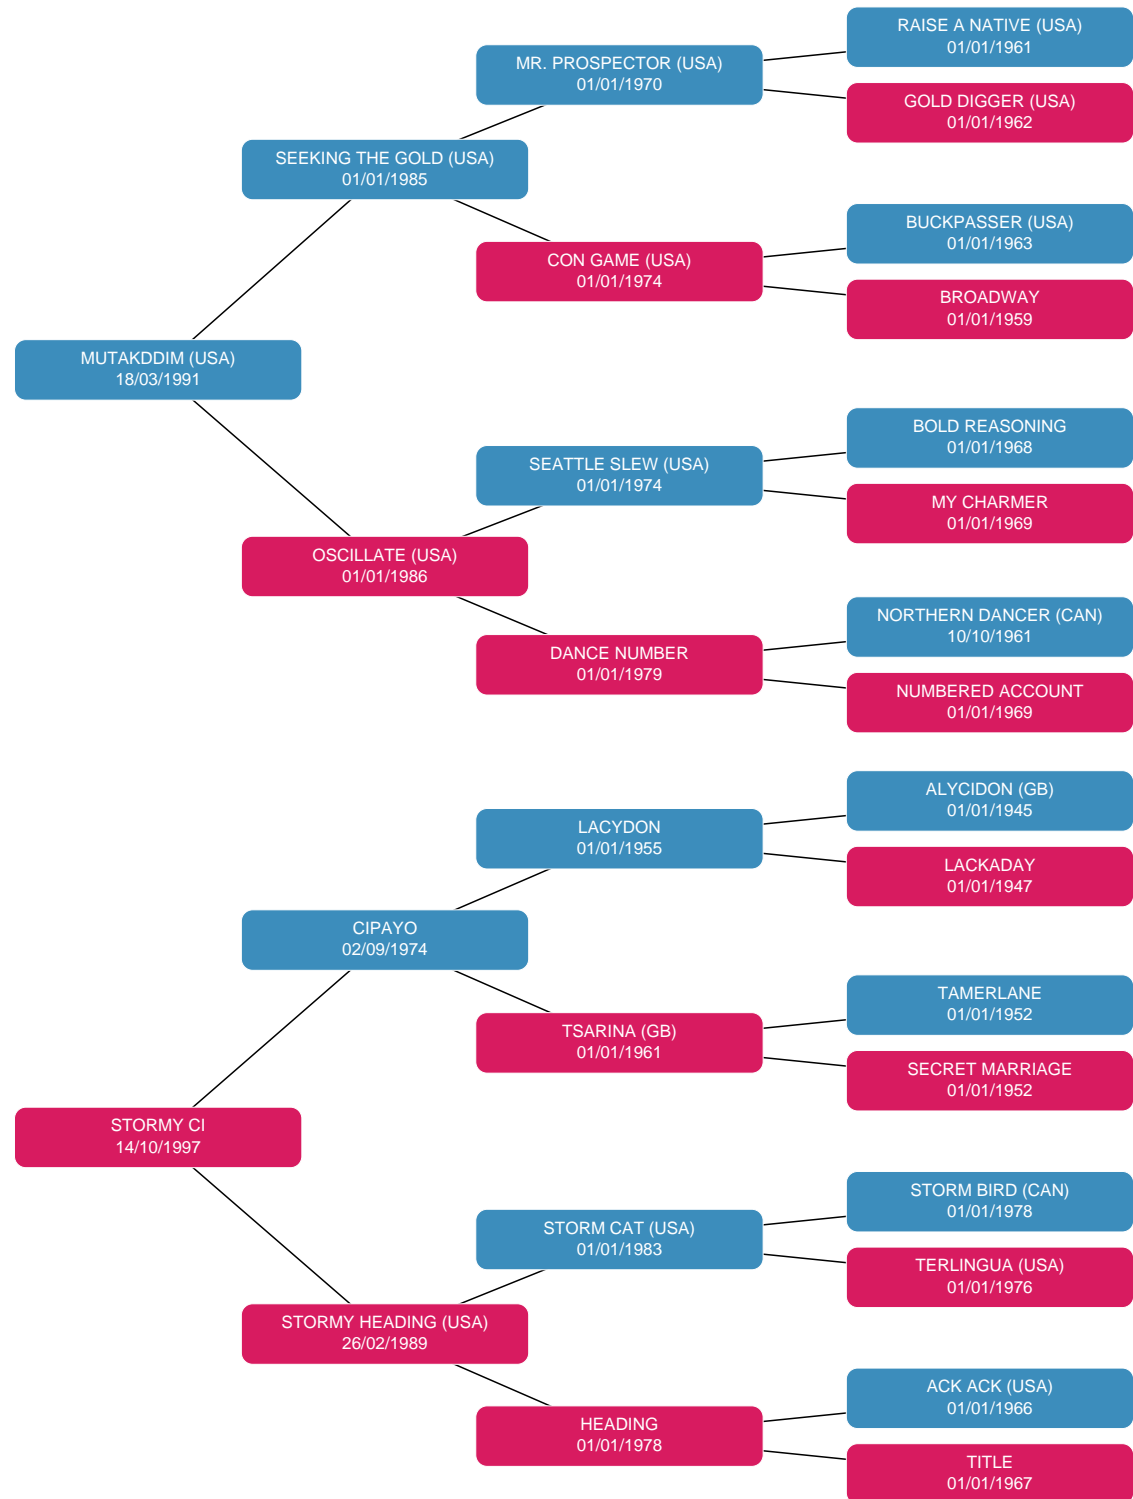 RAISE A NATIVE (USA)
01/01/1961
MR. PROSPECTOR (USA)
01/01/1970
GOLD DIGGER (USA)
01/01/1962
SEEKING THE GOLD (USA)
01/01/1985
BUCKPASSER (USA)
01/01/1963
CON GAME (USA)
01/01/1974
BROADWAY
01/01/1959
MUTAKDDIM (USA)
18/03/1991
BOLD REASONING
01/01/1968
SEATTLE SLEW (USA)
01/01/1974
MY CHARMER
01/01/1969
OSCILLATE (USA)
01/01/1986
NORTHERN DANCER (CAN)
10/10/1961
DANCE NUMBER
01/01/1979
NUMBERED ACCOUNT
01/01/1969
ALYCIDON (GB)
01/01/1945
LACYDON
01/01/1955
LACKADAY
01/01/1947
CIPAYO
02/09/1974
TAMERLANE
01/01/1952
TSARINA (GB)
01/01/1961
SECRET MARRIAGE
01/01/1952
STORMY CI
14/10/1997
STORM BIRD (CAN)
01/01/1978
STORM CAT (USA)
01/01/1983
TERLINGUA (USA)
01/01/1976
STORMY HEADING (USA)
26/02/1989
ACK ACK (USA)
01/01/1966
HEADING
01/01/1978
TITLE
01/01/1967